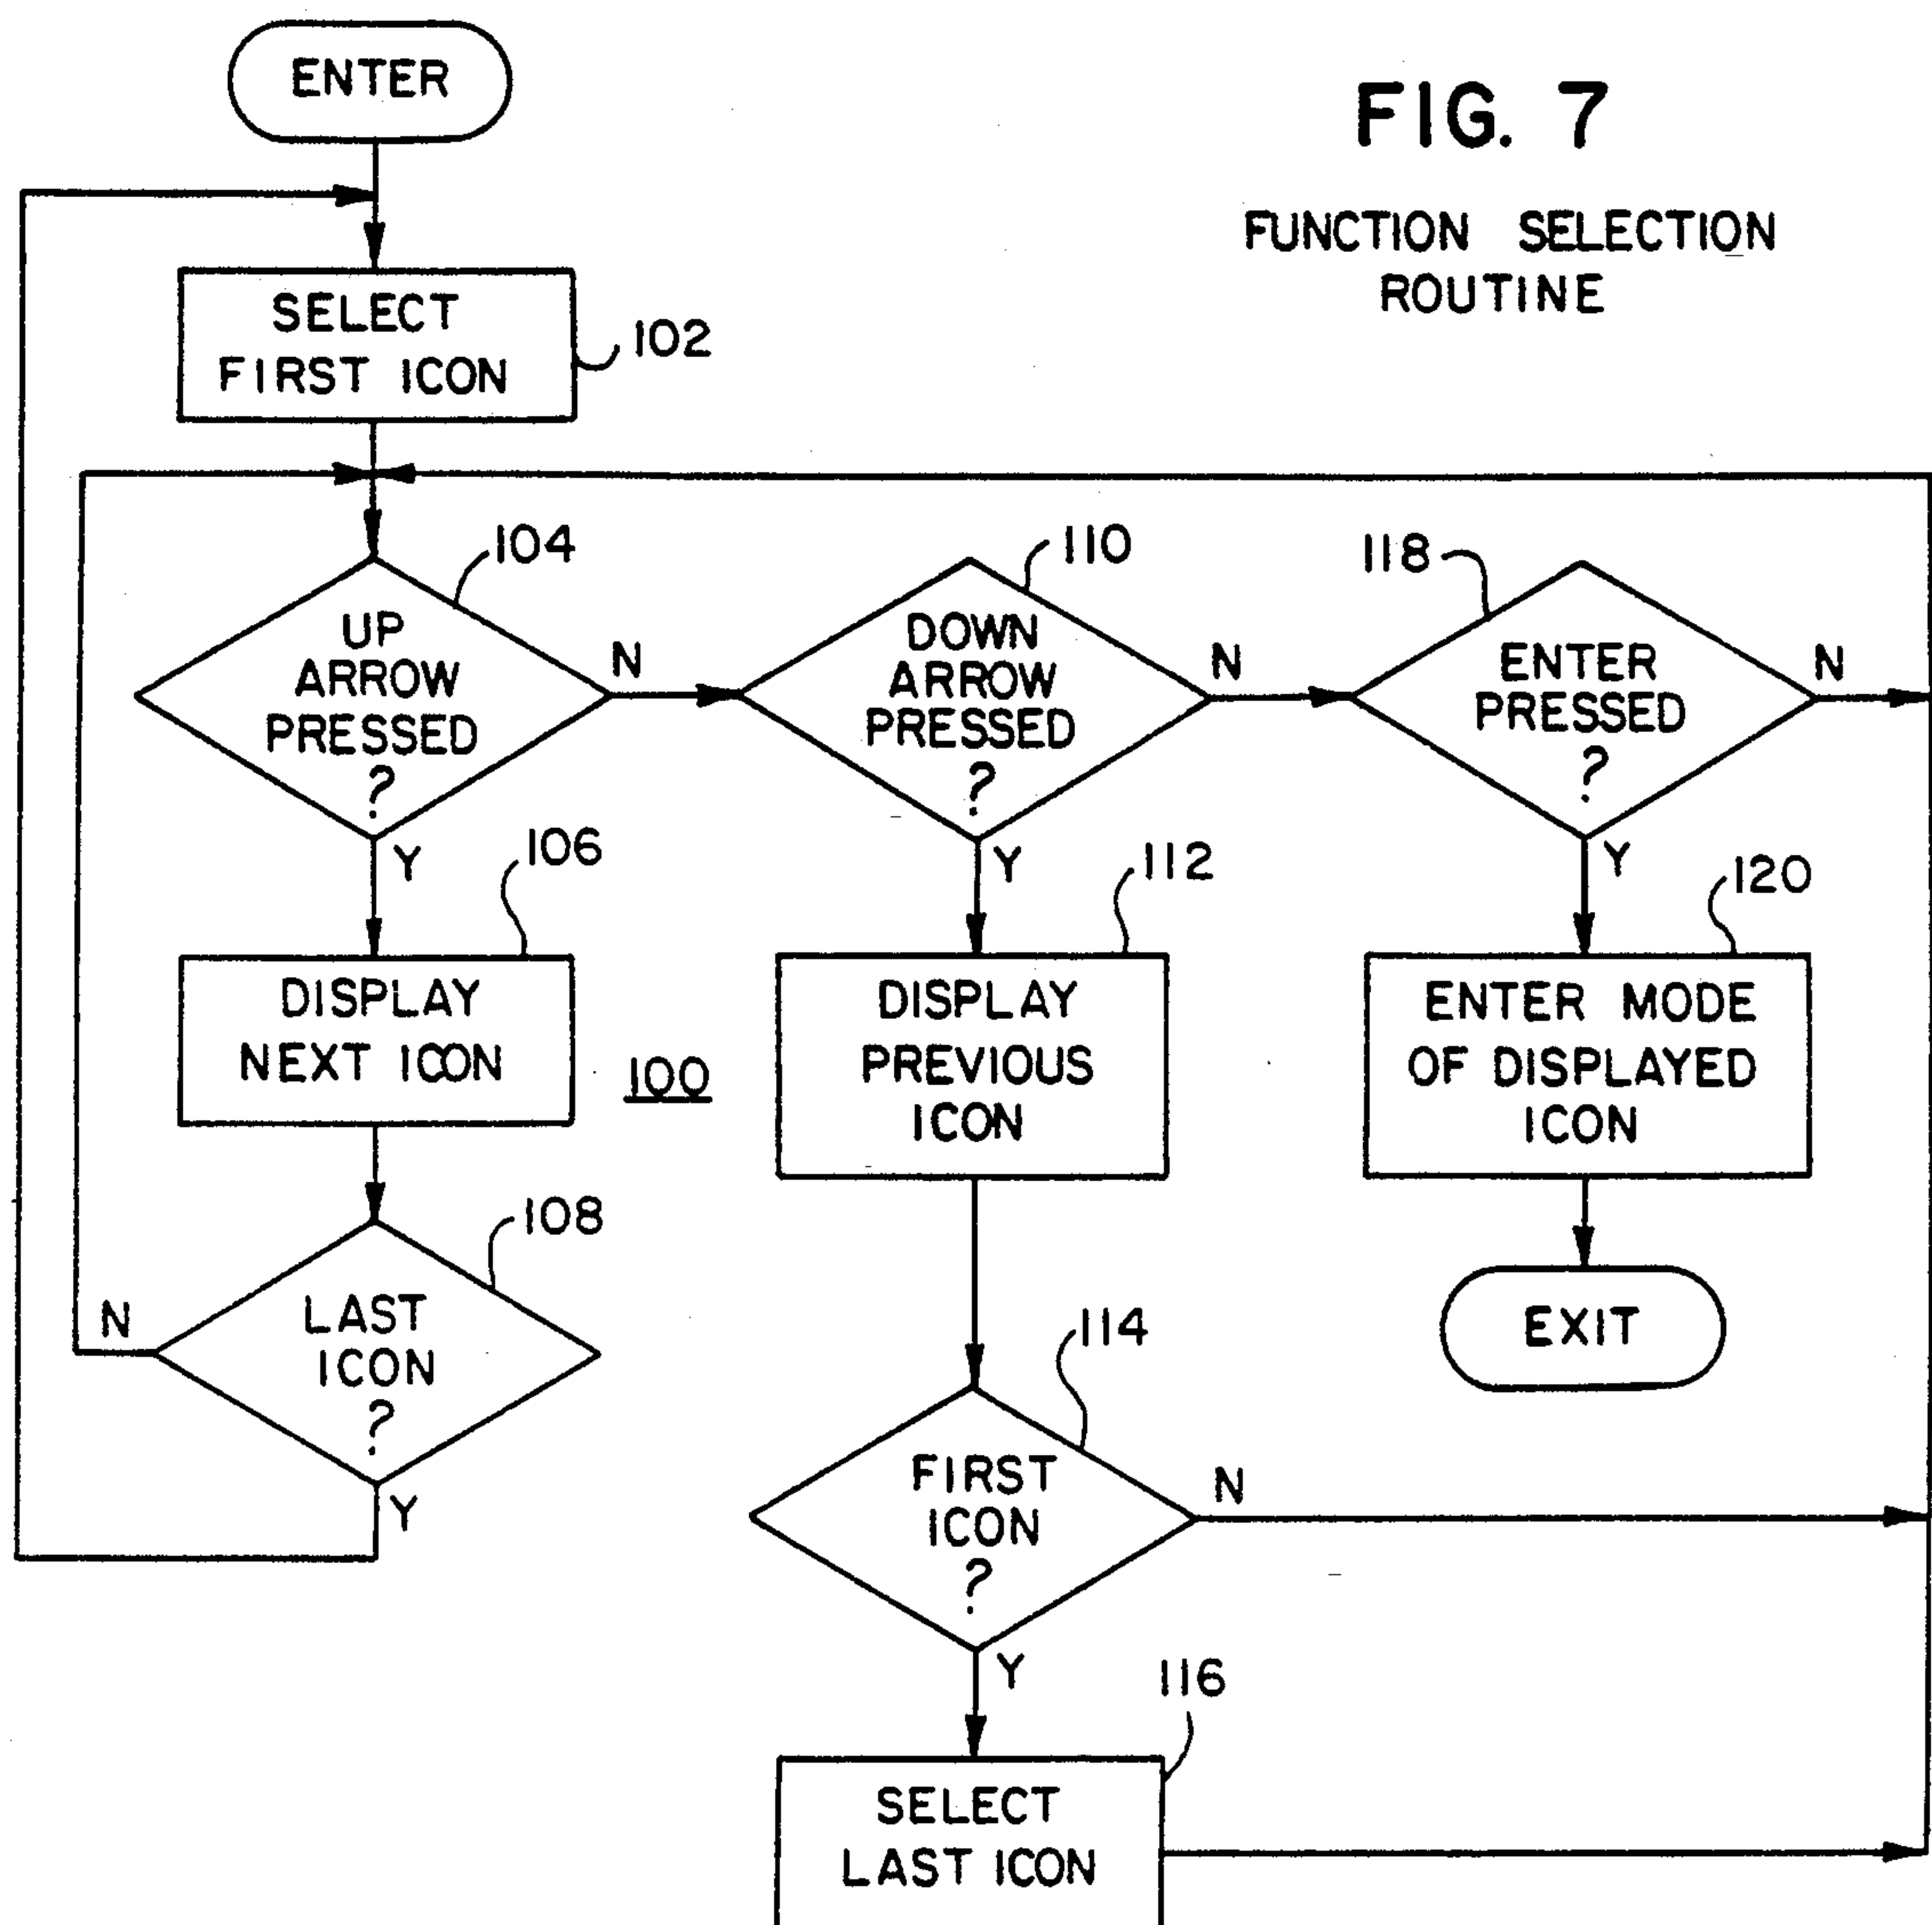 FIG. 7
FUNCTION SELECTION
ROUTINE
ENTER
SELECT
FIRST ICON
102
UP
ARROW
PRESSED
?
104
N
Y
DOWN
ARROW
PRESSED
?
110
N
Y
ENTER
PRESSED
?
118
N
Y
DISPLAY
NEXT ICON
106
100
DISPLAY
PREVIOUS
ICON
112
ENTER MODE
OF DISPLAYED
ICON
120
LAST
ICON
?
108
N
Y
EXIT
FIRST
ICON
?
114
N
Y
SELECT
LAST ICON
116